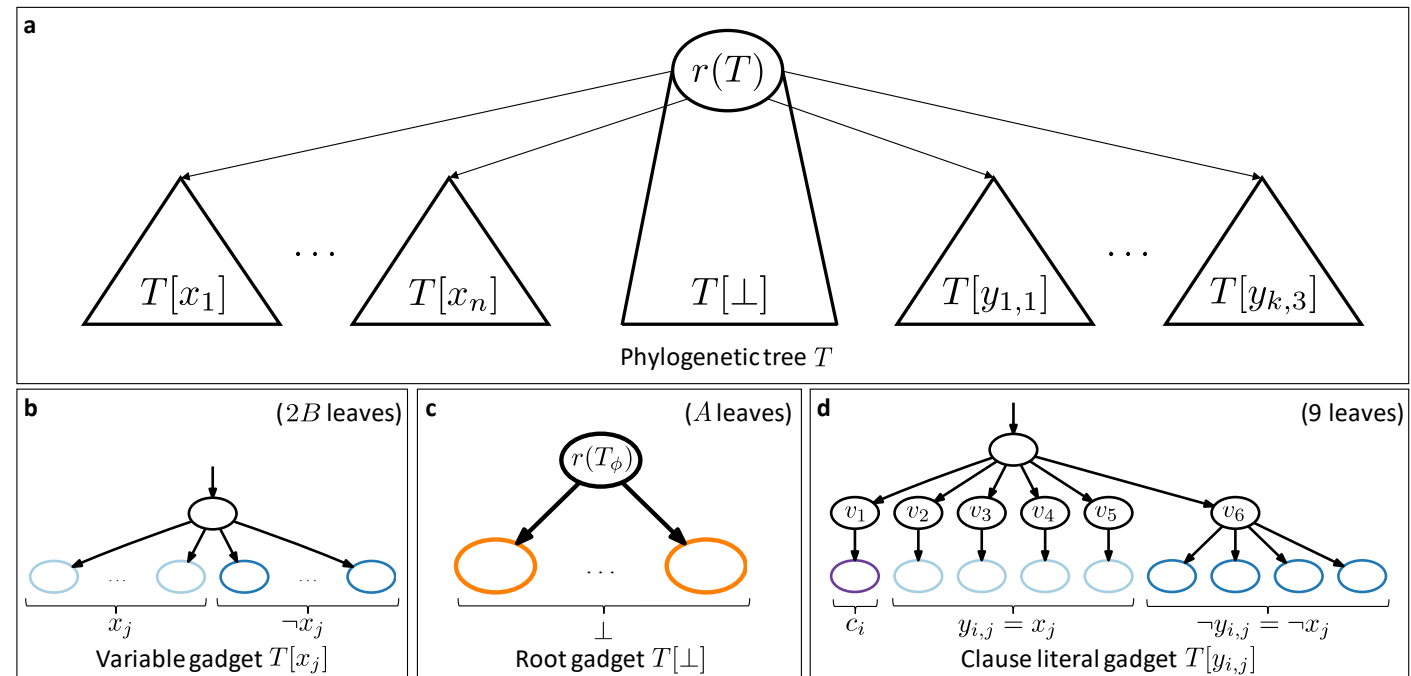 a
r(T)
T[x₁] ... T[xₙ] T[⊥] T[y₁,₁] ... T[yₖ,₃]
Phylogenetic tree T
b (2B leaves)
... ...
xⱼ ¬xⱼ
Variable gadget T[xⱼ]
c (A leaves)
r(T_ϕ)
...
⊥
Root gadget T[⊥]
d (9 leaves)
v₁ v₂ v₃ v₄ v₅ v₆
cᵢ yᵢ,ⱼ = xⱼ ¬yᵢ,ⱼ = ¬xⱼ
Clause literal gadget T[yᵢ,ⱼ]